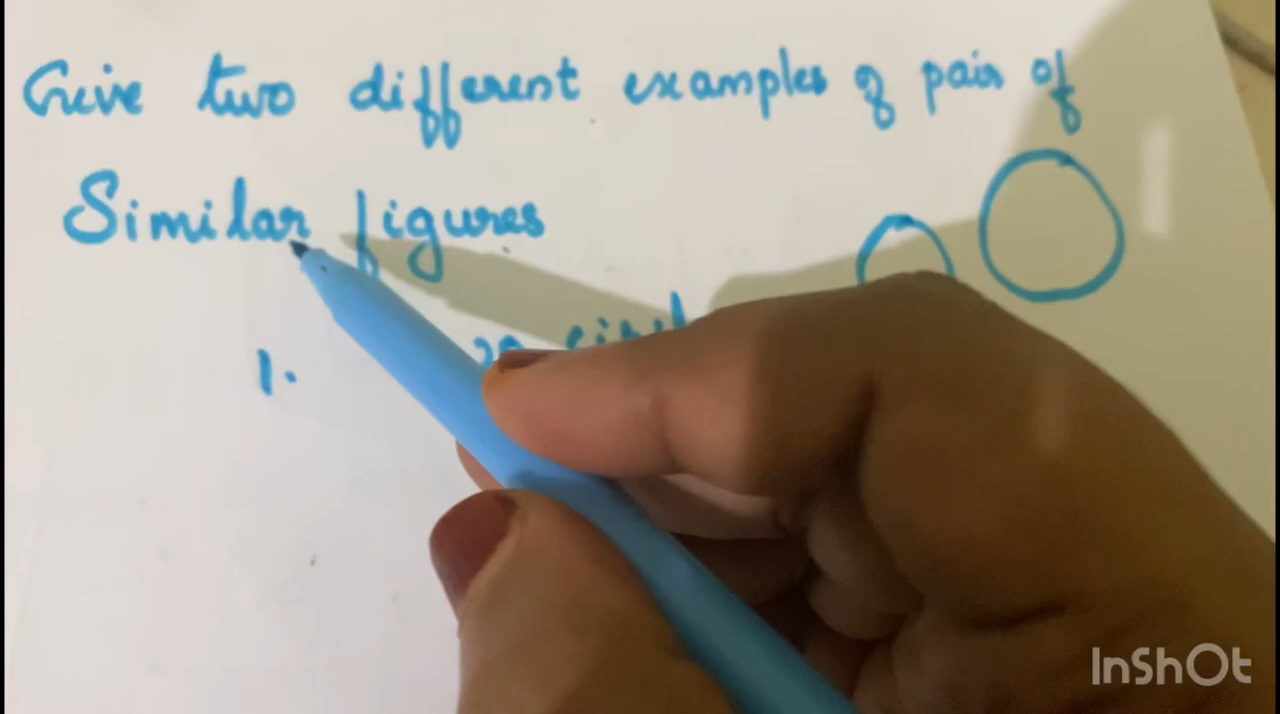 Give two different examples of pair of
Similar figures
1.
InShOt